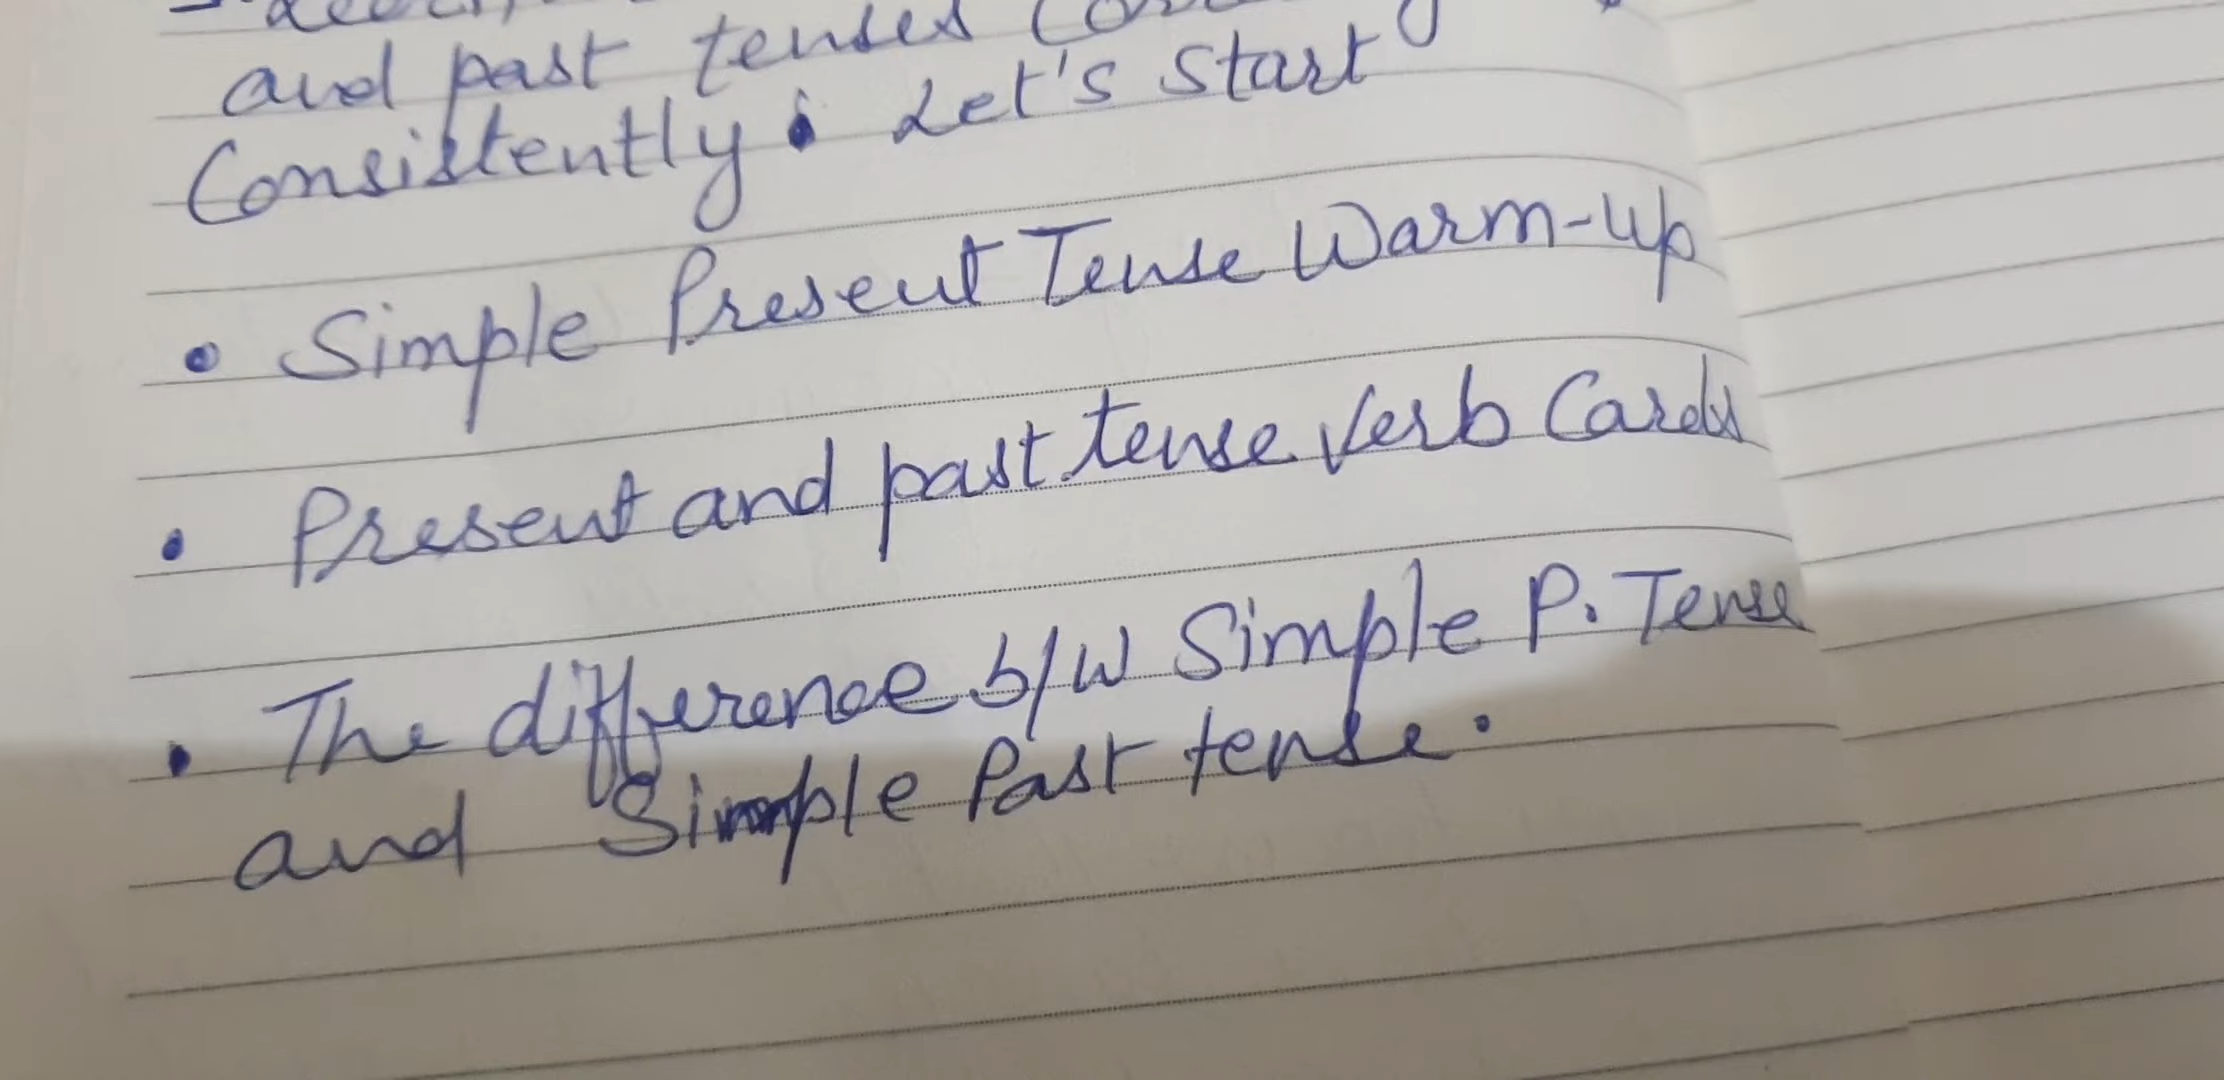 and past tenses
Consistently. Let's start
• Simple Present Tense Warm-up
• Present and past tense verb Cards
• The difference b/w Simple P. Tense
and Simple Past tense.